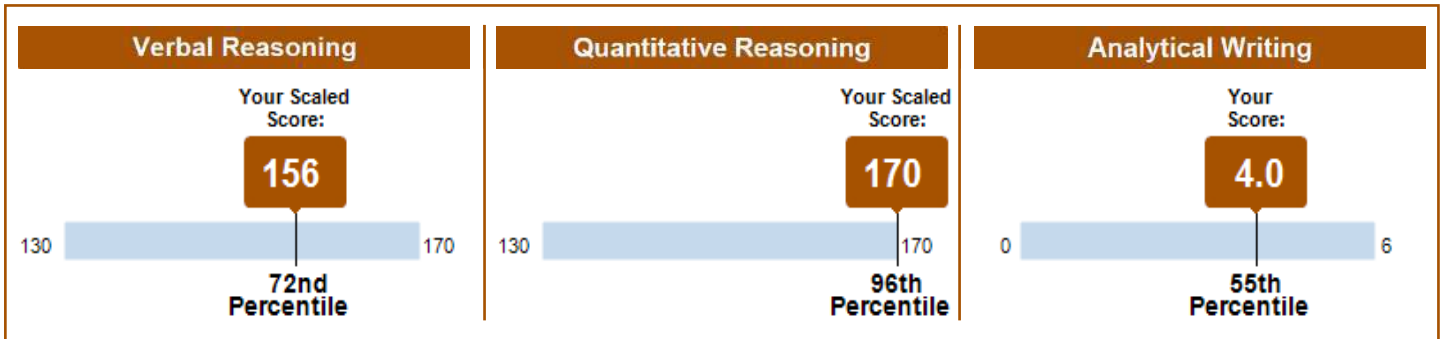 Verbal Reasoning
Your Scaled
Score:
156
130
170
72nd
Percentile
Quantitative Reasoning
Your Scaled
Score:
170
130
170
96th
Percentile
Analytical Writing
Your
Score:
4.0
0
6
55th
Percentile